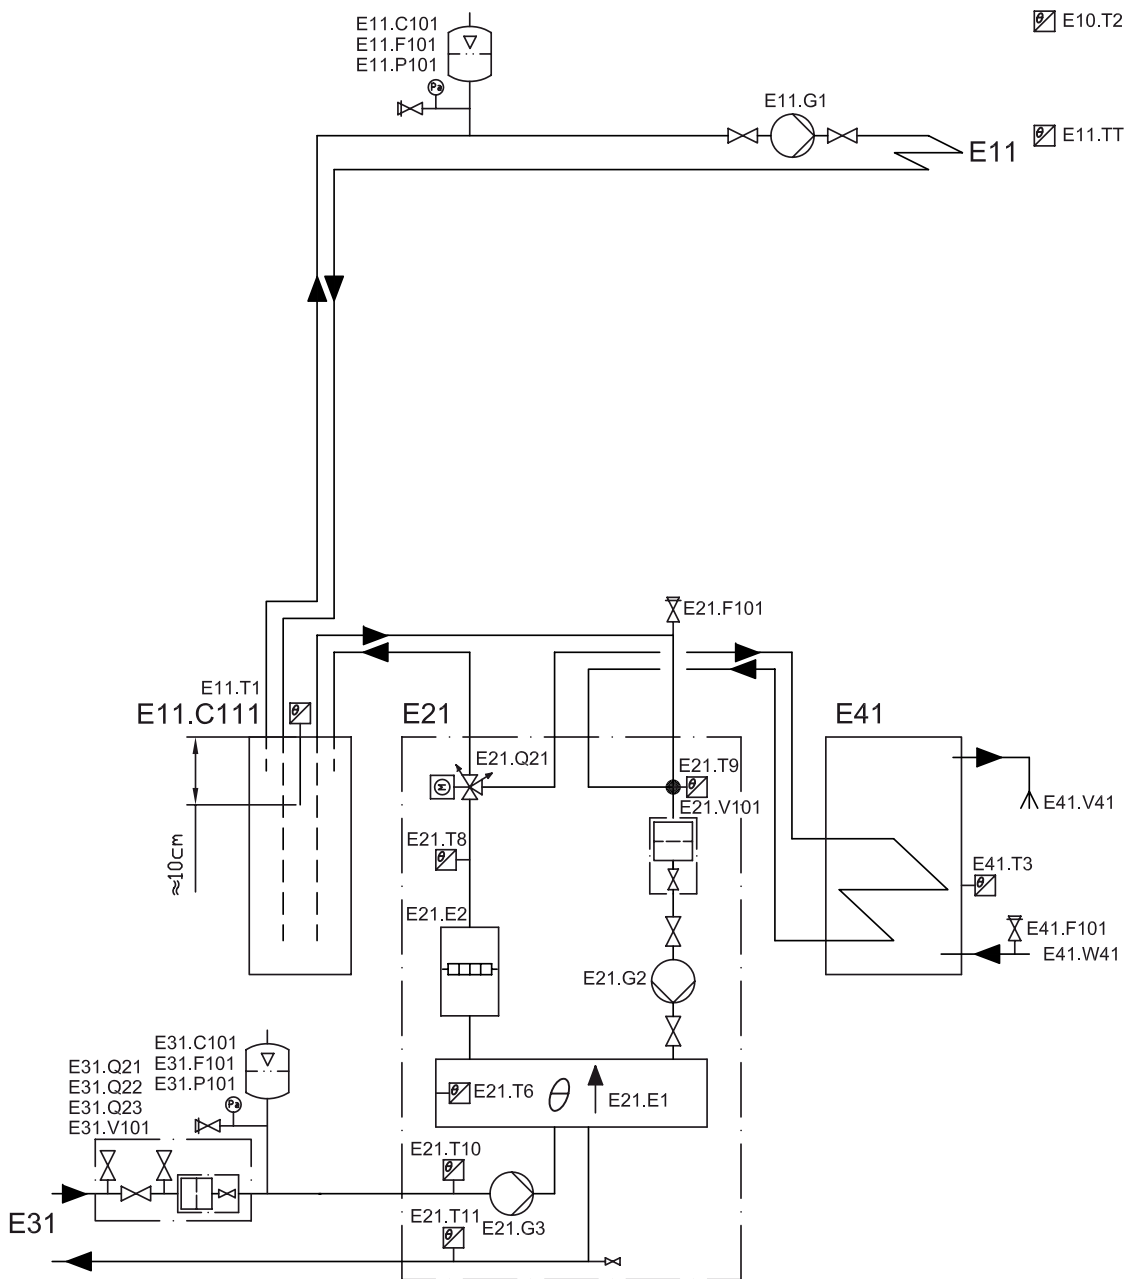 E11.C101
E11.F101
E11.P101
Pa
E10.T2
θ
E11.G1
E11
E11.TT
θ
E21.F101
E11.T1
θ
E11.C111
E21
E41
E21.Q21
M
E21.T9
θ
E21.V101
E41.V41
≈10cm
E21.T8
θ
E41.T3
θ
E21.E2
E41.F101
E41.W41
E21.G2
E31.C101
E31.F101
E31.P101
Pa
E31.Q21
E31.Q22
E31.Q23
E31.V101
θ
E21.T6
θ
E21.E1
E21.T10
θ
E31
E21.T11
θ
E21.G3